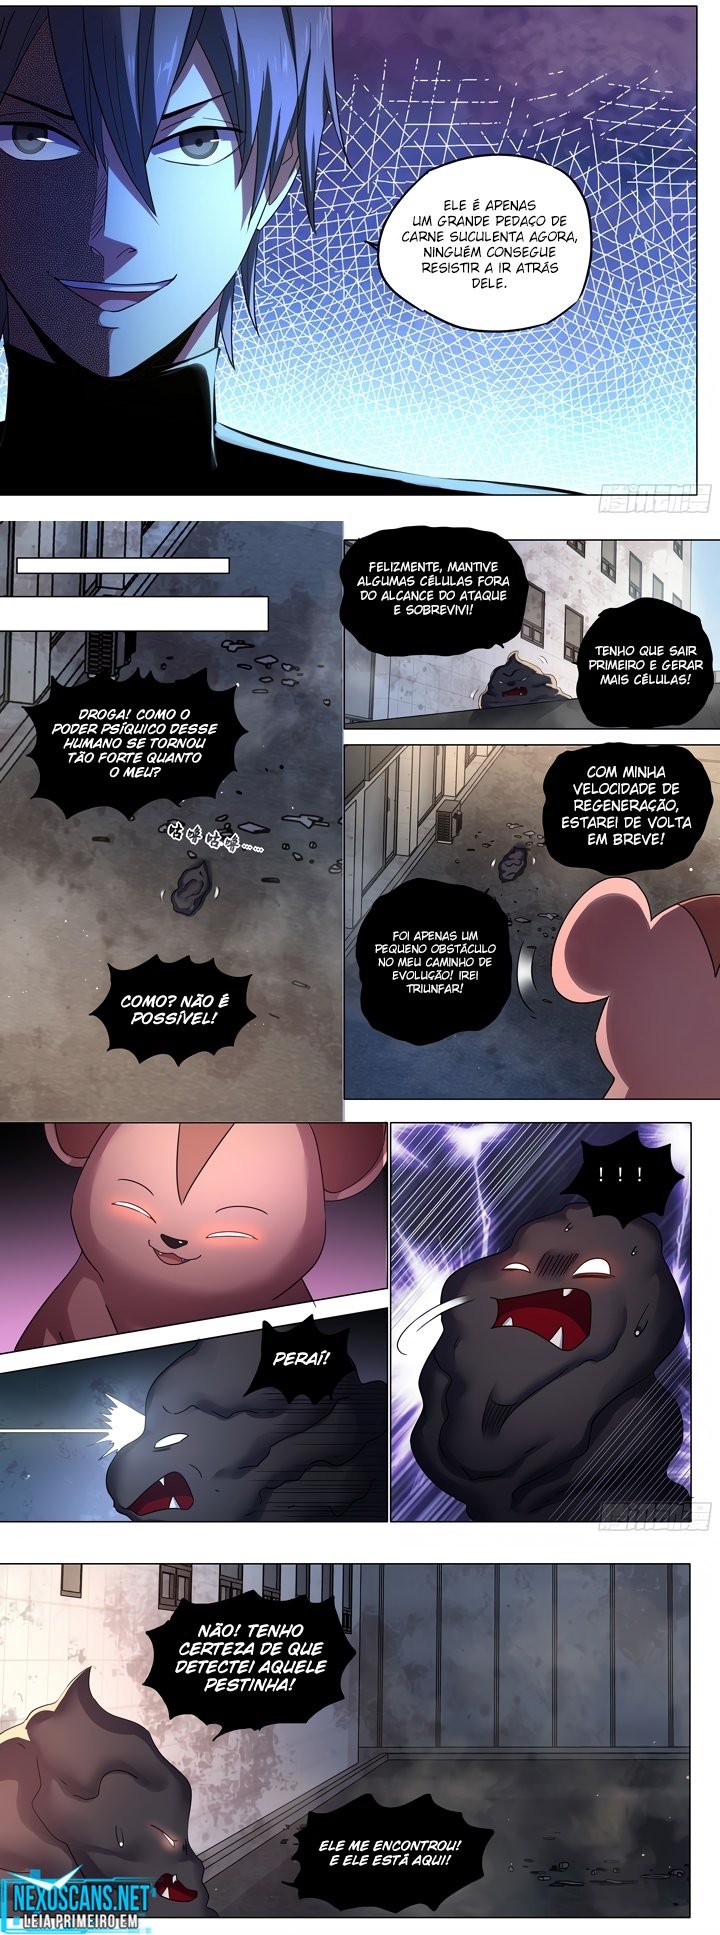 ELE É APENAS
UM GRANDE PEDAÇO DE
CARNE SUCULENTA AGORA,
NINGUÉM CONSEGUE
RESISTIR A IR ATRÁS
DELE.
DROGA! COMO O
PODER PSÍQUICO DESSE
HUMANO SE TORNOU
TÃO FORTE QUANTO
O MEU?
COMO? NÃO É
POSSÍVEL!
FELIZMENTE, MANTIVE
ALGUMAS CÉLULAS FORA
DO ALCANCE DO ATAQUE
E SOBREVIVI!
TENHO QUE SAIR
PRIMEIRO E GERAR
MAIS CÉLULAS!
COM MINHA
VELOCIDADE DE
REGENERAÇÃO,
ESTAREI DE VOLTA
EM BREVE!
FOI APENAS UM
PEQUENO OBSTÁCULO
NO MEU CAMINHO DE
EVOLUÇÃO! IREI
TRIUNFAR!
!!!
PERAÍ!
NÃO! TENHO
CERTEZA DE QUE
DETECTEI AQUELE
PESTINHA!
ELE ME ENCONTROU!
E ELE ESTÁ AQUI!
NEXOSCANS.NET
LEIA PRIMEIRO EM